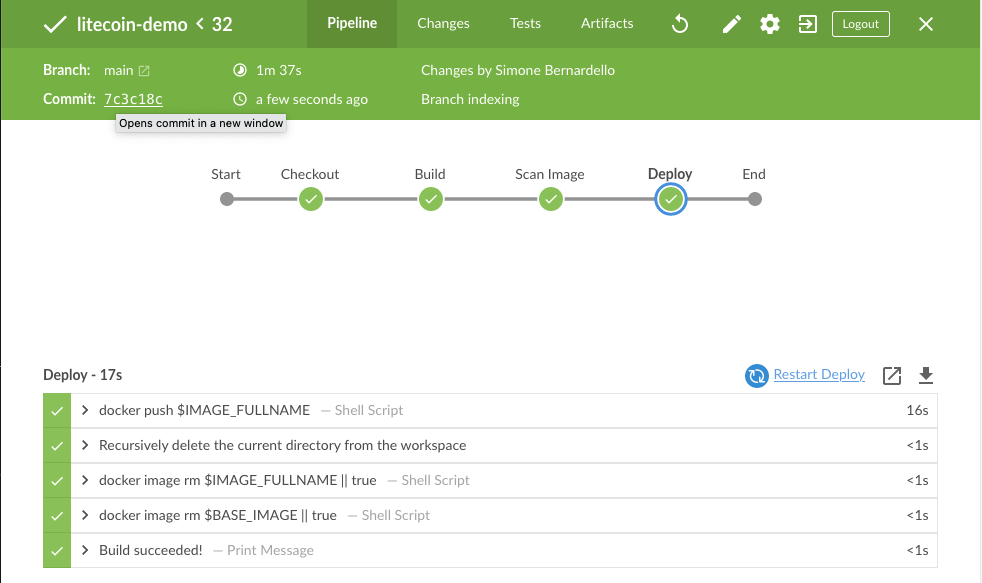 litecoin-demo < 32 Pipeline Changes Tests Artifacts Logout
Branch: main 1m 37s Changes by Simone Bernardello
Commit: 7c3c18c a few seconds ago Branch indexing
Opens commit in a new window
Start Checkout Build Scan Image Deploy End
Deploy - 17s Restart Deploy
docker push $IMAGE_FULLNAME — Shell Script 16s
Recursively delete the current directory from the workspace <1s
docker image rm $IMAGE_FULLNAME || true — Shell Script <1s
docker image rm $BASE_IMAGE || true — Shell Script <1s
Build succeeded! — Print Message <1s